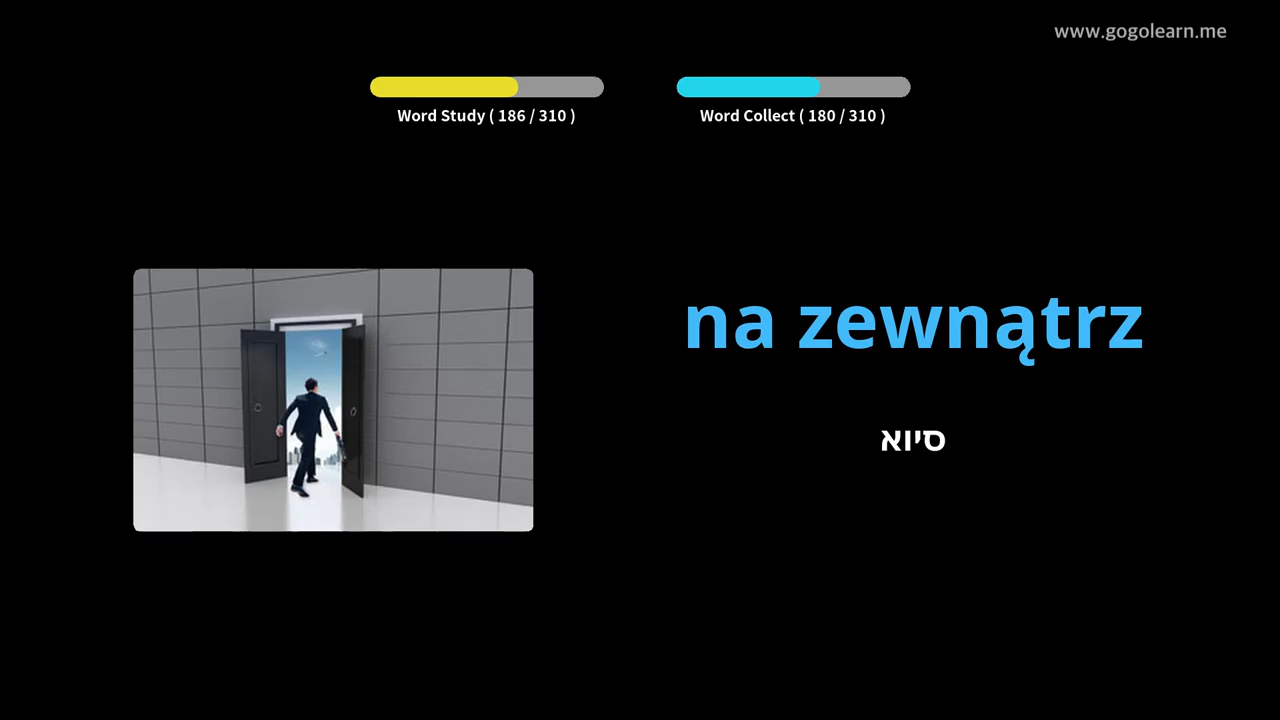 www.gogolearn.me
Word Study ( 186 / 310 )
Word Collect ( 180 / 310 )
na zewnątrz
סיוא